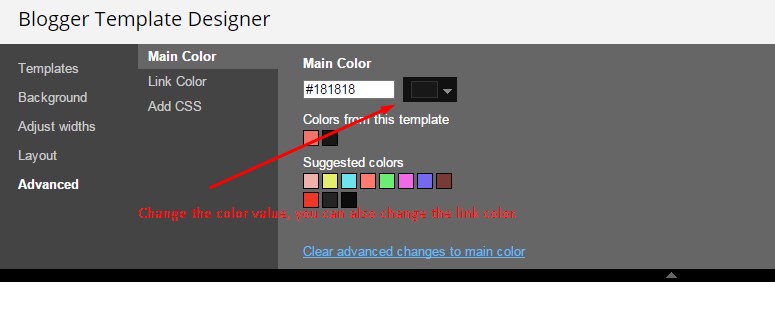 Blogger Template Designer
Templates
Background
Adjust widths
Layout
Advanced
Main Color
Link Color
Add CSS
Main Color
#181818
Colors from this template
Suggested colors
Change the color value, you can also change the link color.
Clear advanced changes to main color